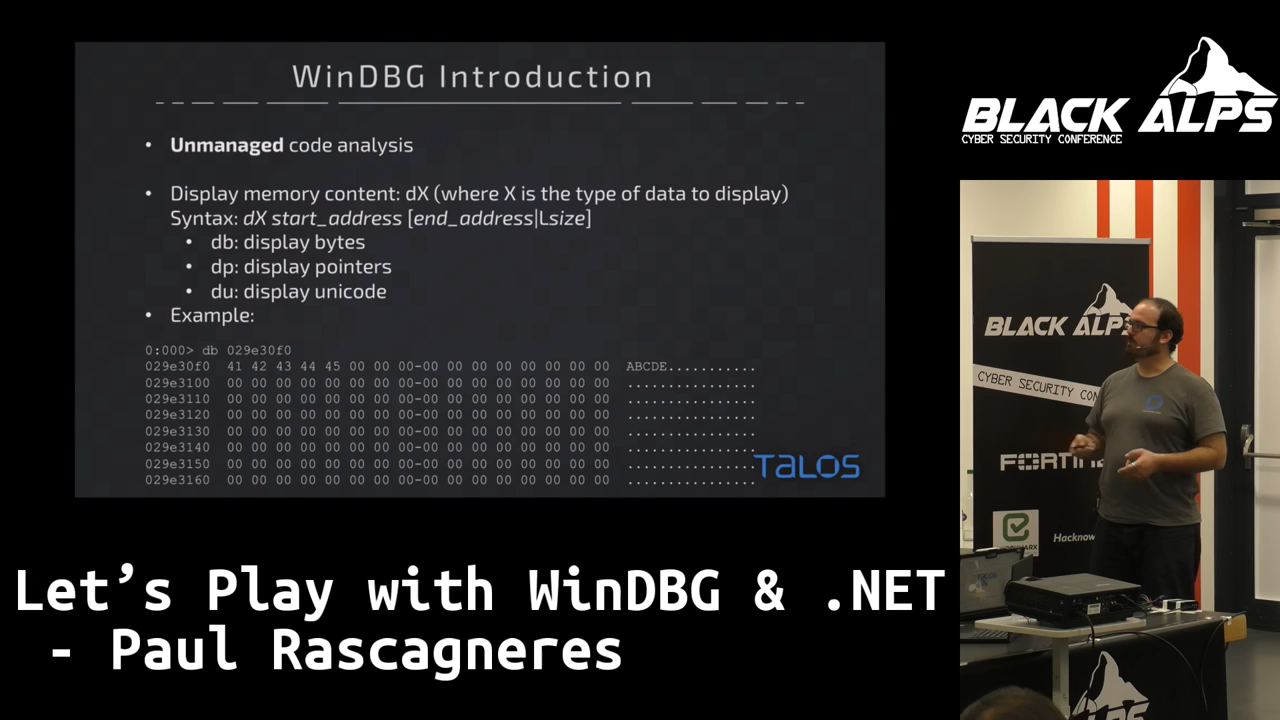 WinDBG Introduction
• Unmanaged code analysis
• Display memory content: dX (where X is the type of data to display)
Syntax: dX start_address [end_address|Lsize]
• db: display bytes
• dp: display pointers
• du: display unicode
• Example:
0:000> db 029e30f0
029e30f0 41 42 43 44 45 00 00 00-00 00 00 00 00 00 00 00 ABCDE...........
029e3100 00 00 00 00 00 00 00 00-00 00 00 00 00 00 00 00 ................
029e3110 00 00 00 00 00 00 00 00-00 00 00 00 00 00 00 00 ................
029e3120 00 00 00 00 00 00 00 00-00 00 00 00 00 00 00 00 ................
029e3130 00 00 00 00 00 00 00 00-00 00 00 00 00 00 00 00 ................
029e3140 00 00 00 00 00 00 00 00-00 00 00 00 00 00 00 00 ................
029e3150 00 00 00 00 00 00 00 00-00 00 00 00 00 00 00 00 ................
029e3160 00 00 00 00 00 00 00 00-00 00 00 00 00 00 00 00 ................
TALOS
Let's Play with WinDBG & .NET
- Paul Rascagneres
BLACK ALPS
CYBER SECURITY CONFERENCE
BLACK ALP
CYBER SECURITY CON
FORTINE
Hacknow